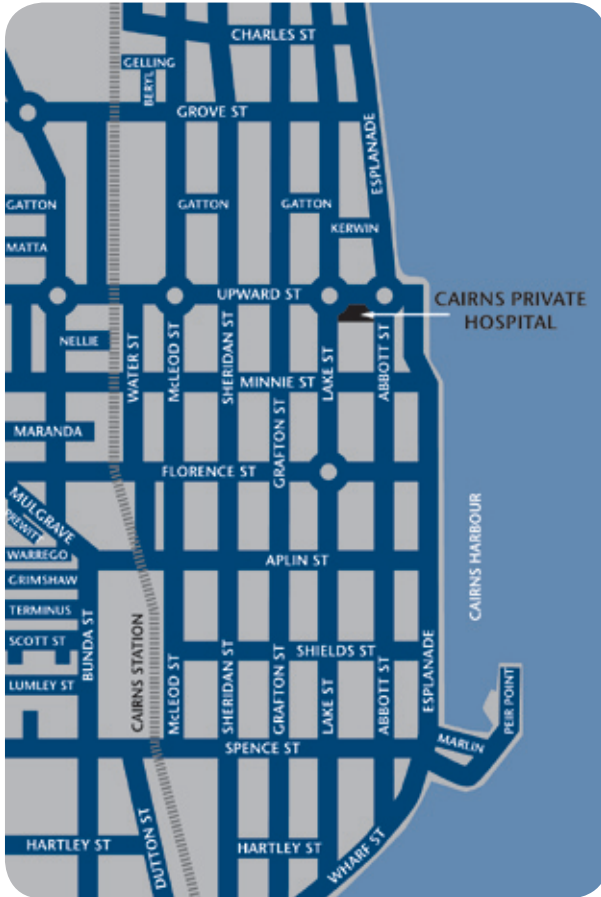 CHARLES ST
GELLING
BERYL
GROVE ST
ESPLANADE
GATTON
GATTON
GATTON
KERWIN
MATTA
UPWARD ST
CAIRNS PRIVATE
HOSPITAL
NELLIE
WATER ST
McLEOD ST
SHERIDAN ST
LAKE ST
ABBOTT ST
MINNIE ST
GRAFTON ST
MARANDA
FLORENCE ST
MULGRAVE
PREWITT
WARREGO
APLIN ST
CAIRNS HARBOUR
GRIMSHAW
TERMINUS
SCOTT ST
BUNDA ST
CAIRNS STATION
McLEOD ST
SHERIDAN ST
GRAFTON ST
SHIELDS ST
LAKE ST
ABBOTT ST
ESPLANADE
LUMLEY ST
PEIR POINT
MARLIN
SPENCE ST
HARTLEY ST
DUTTON ST
HARTLEY ST
WHARF ST